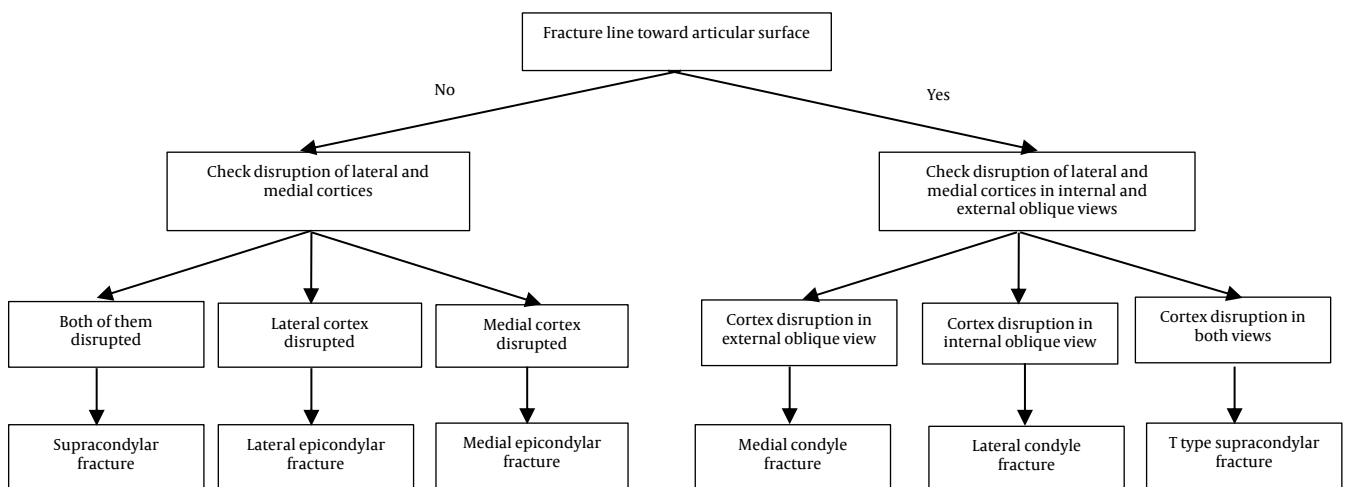 Fracture line toward articular surface
No
Yes
Check disruption of lateral and
medial cortices
Check disruption of lateral and
medial cortices in internal and
external oblique views
Both of them
disrupted
Lateral cortex
disrupted
Medial cortex
disrupted
Cortex disruption in
external oblique view
Cortex disruption in
internal oblique view
Cortex disruption in
both views
Supracondylar
fracture
Lateral epicondylar
fracture
Medial epicondylar
fracture
Medial condyle
fracture
Lateral condyle
fracture
T type supracondylar
fracture